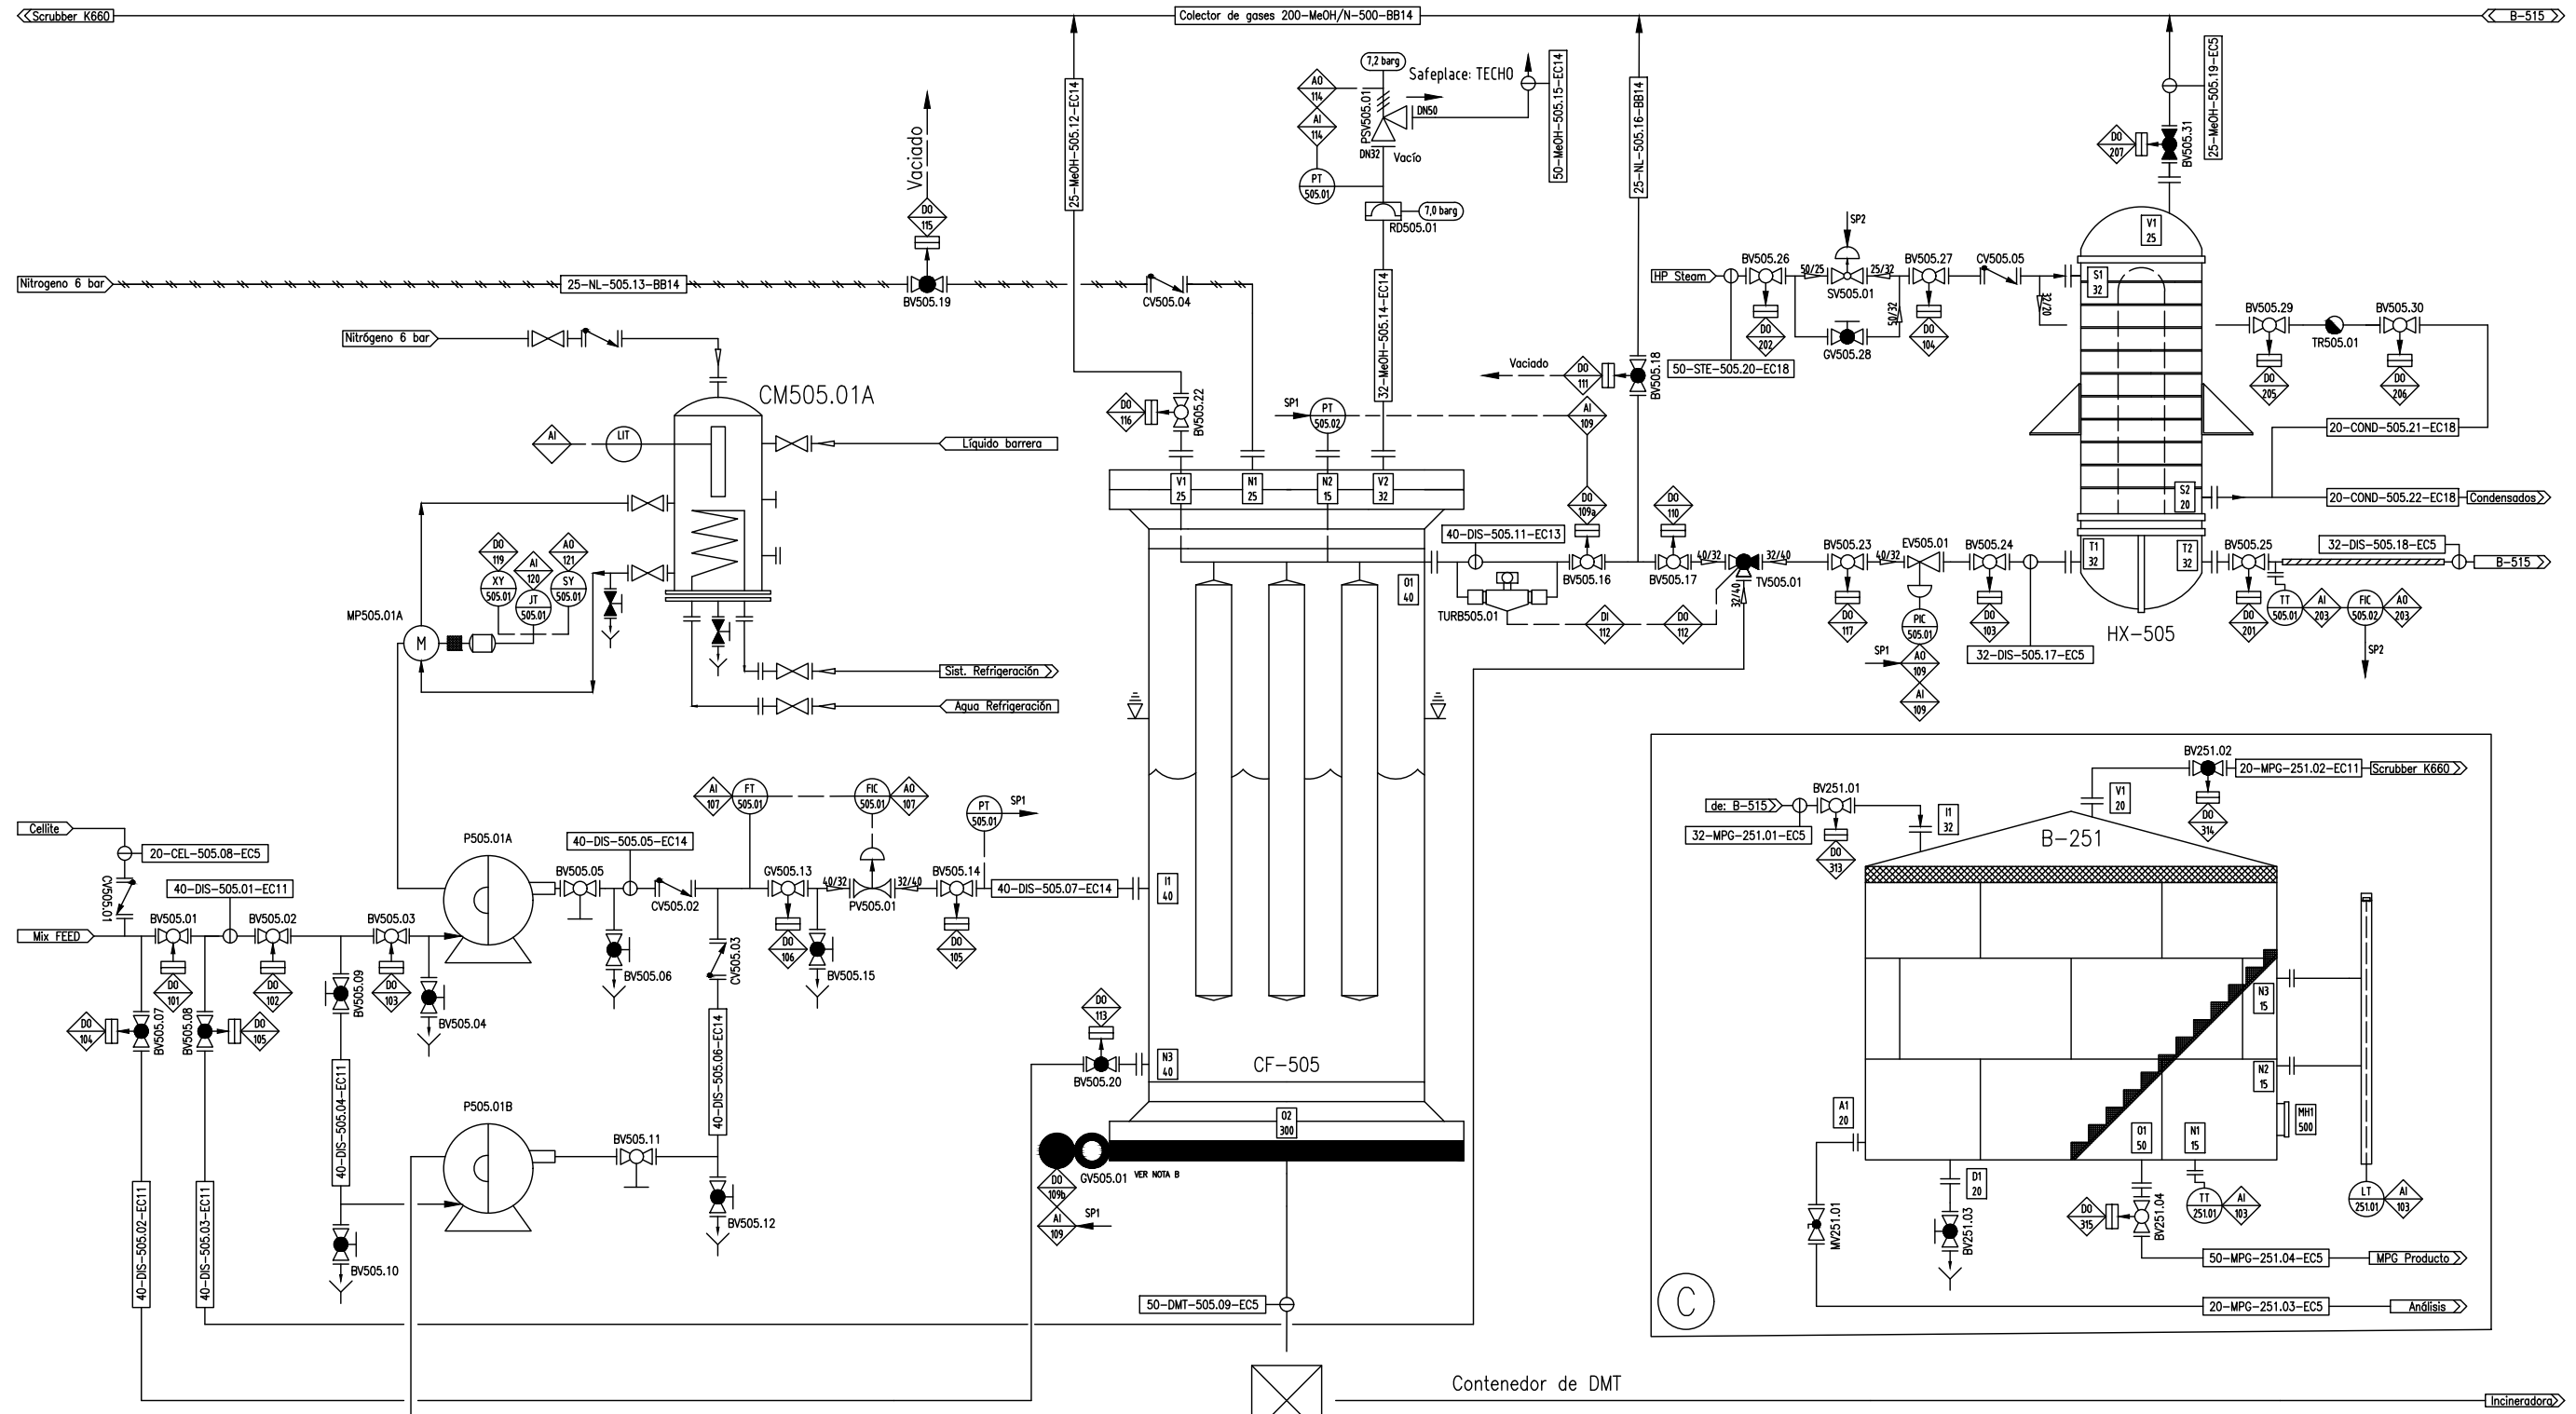 Scrubber K660
Colector de gases 200-MeOH/N-500-BB14
B-515
7,2 barg
Safeplace: TECHO
AO
114
AI
114
PSV505.01
DN50
DN32
Vacío
PT
505.01
50-MeOH-505.15-EC14
7,0 barg
RD505.01
32-MeOH-505.14-EC14
25-MeOH-505.12-EC14
25-NL-505.16-BB14
25-MeOH-505.19-EC5
DO
207
BV505.31
Vaciado
DO
115
BV505.19
Nitrogeno 6 bar
25-NL-505.13-BB14
CV505.04
Nitrógeno 6 bar
CM505.01A
AI
LIT
Líquido barrera
DO
119
AI
120
AO
121
XY
505.01
JT
505.01
SY
505.01
MP505.01A
M
Sist. Refrigeración
Agua Refrigeración
DO
116
BV505.22
V1
25
N1
25
N2
15
V2
32
SP1
PT
505.02
AI
109
Vaciado
DO
111
BV505.18
DO
109a
DO
110
40-DIS-505.11-EC13
BV505.16
BV505.17
40/32
32/40
TV505.01
32/40
O1
40
TURB505.01
DI
112
DO
112
HP Steam
BV505.26
50/25
SP2
SV505.01
25/32
BV505.27
CV505.05
DO
202
GV505.28
50/32
DO
104
50-STE-505.20-EC18
32/20
S1
32
V1
25
BV505.29
TR505.01
BV505.30
DO
205
DO
206
20-COND-505.21-EC18
S2
20
20-COND-505.22-EC18
Condensados
BV505.23
40/32
EV505.01
BV505.24
DO
117
PIC
505.01
DO
103
SP1
AO
109
AI
109
32-DIS-505.17-EC5
T1
32
T2
32
HX-505
BV505.25
32-DIS-505.18-EC5
B-515
DO
201
TT
505.01
AI
203
FIC
505.02
AO
203
SP2
Cellite
20-CEL-505.08-EC5
CV505.01
40-DIS-505.01-EC11
Mix FEED
BV505.01
BV505.02
BV505.03
DO
101
DO
102
DO
103
DO
104
BV505.07
BV505.08
DO
105
BV505.09
BV505.04
40-DIS-505.02-EC11
40-DIS-505.03-EC11
40-DIS-505.04-EC11
BV505.10
P505.01A
BV505.05
40-DIS-505.05-EC14
BV505.06
CV505.02
CV505.03
40-DIS-505.06-EC14
AI
107
FT
505.01
FIC
505.01
AO
107
GV505.13
40/32
PV505.01
32/40
BV505.14
DO
106
BV505.15
DO
105
PT
505.01
SP1
40-DIS-505.07-EC14
I1
40
P505.01B
BV505.11
BV505.12
DO
113
BV505.20
N3
40
CF-505
O2
300
GV505.01
VER NOTA B
DO
109b
AI
109
SP1
50-DMT-505.09-EC5
Contenedor de DMT
Incineradora
BV251.02
20-MPG-251.02-EC11
Scrubber K660
de: B-515
BV251.01
32-MPG-251.01-EC5
DO
313
I1
32
V1
20
DO
314
B-251
N3
15
N2
15
MH1
500
A1
20
D1
20
O1
50
N1
15
MV251.01
BV251.03
DO
315
BV251.04
TT
251.01
AI
103
LT
251.01
AI
103
50-MPG-251.04-EC5
MPG Producto
20-MPG-251.03-EC5
Análisis
C